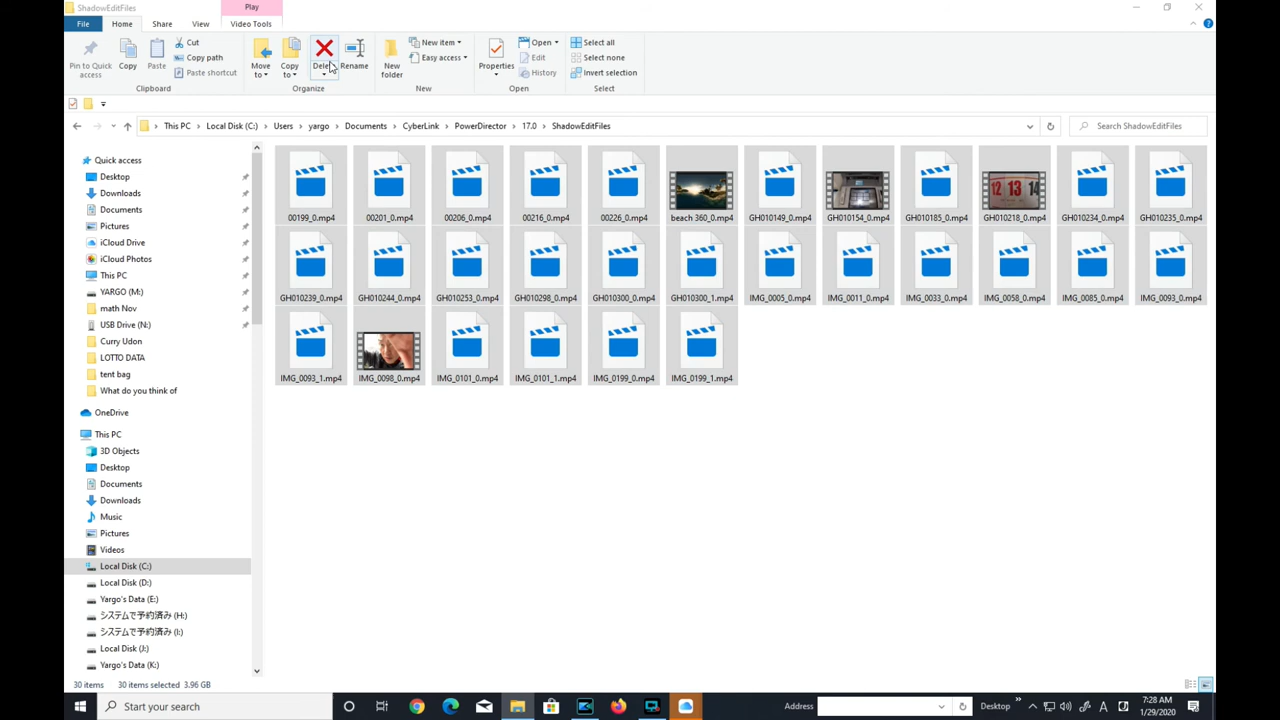 ShadowEditFiles
Play
File
Home
Share
View
Video Tools
Pin to Quick access
Copy
Paste
Cut
Copy path
Paste shortcut
Clipboard
Move to
Copy to
Delete
Rename
Organize
New folder
New item
Easy access
New
Properties
Open
Edit
History
Open
Select all
Select none
Invert selection
Select
This PC
Local Disk (C:)
Users
yargo
Documents
CyberLink
PowerDirector
17.0
ShadowEditFiles
Search ShadowEditFiles
Quick access
Desktop
Downloads
Documents
Pictures
iCloud Drive
iCloud Photos
This PC
YARGO (M:)
math Nov
USB Drive (N:)
Curry Udon
LOTTO DATA
tent bag
What do you think of
OneDrive
This PC
3D Objects
Desktop
Documents
Downloads
Music
Pictures
Videos
Local Disk (C:)
Local Disk (D:)
Yargo's Data (E:)
システムで予約済み (H:)
システムで予約済み (I:)
Local Disk (J:)
Yargo's Data (K:)
00199_0.mp4
00201_0.mp4
00206_0.mp4
00216_0.mp4
00226_0.mp4
beach 360_0.mp4
GH010149_0.mp4
GH010154_0.mp4
GH010185_0.mp4
12 13 14
GH010218_0.mp4
GH010234_0.mp4
GH010235_0.mp4
GH010239_0.mp4
GH010244_0.mp4
GH010253_0.mp4
GH010298_0.mp4
GH010300_0.mp4
GH010300_1.mp4
IMG_0005_0.mp4
IMG_0011_0.mp4
IMG_0033_0.mp4
IMG_0058_0.mp4
IMG_0085_0.mp4
IMG_0093_0.mp4
IMG_0093_1.mp4
IMG_0098_0.mp4
IMG_0101_0.mp4
IMG_0101_1.mp4
IMG_0199_0.mp4
IMG_0199_1.mp4
30 items
30 items selected 3.96 GB
Type here to search
Address
Desktop
A
7:28 AM
1/29/2020